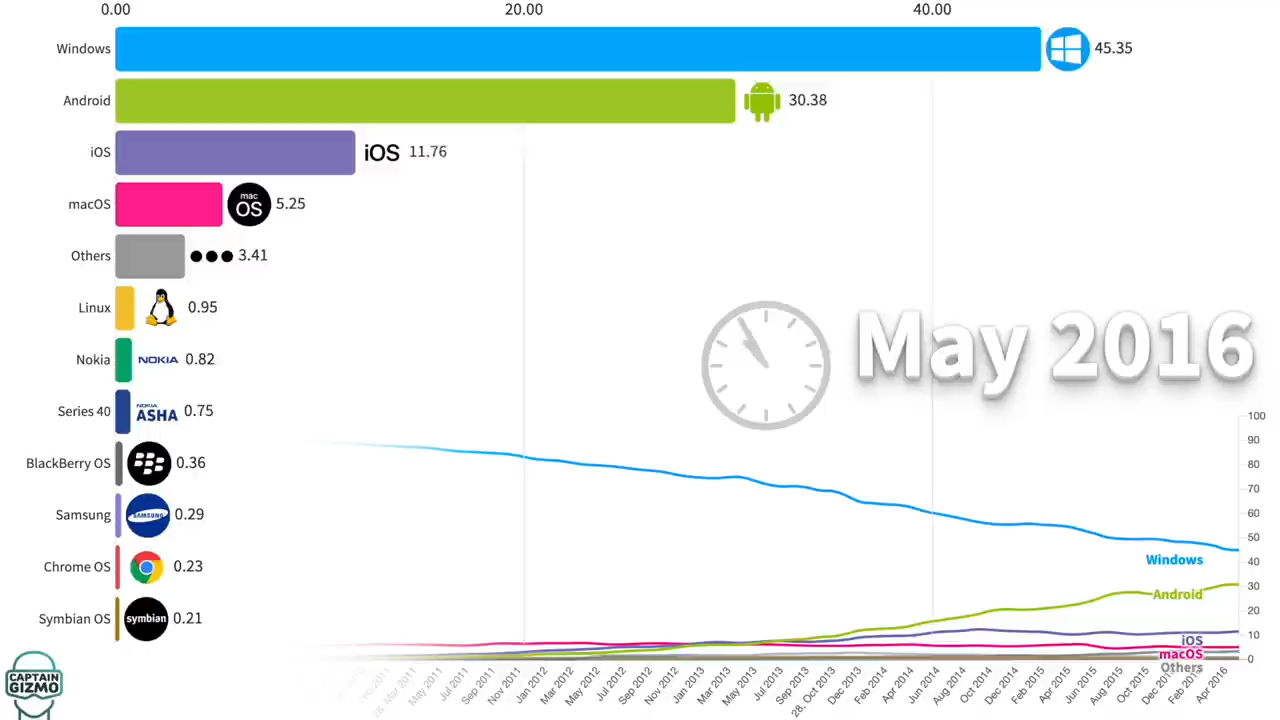 0.00 20.00 40.00
Windows 45.35
Android 30.38
iOS iOS 11.76
macOS mac OS 5.25
Others 3.41
Linux 0.95
Nokia NOKIA 0.82
Series 40 NOKIA ASHA 0.75
BlackBerry OS 0.36
Samsung SAMSUNG 0.29
Chrome OS 0.23
Symbian OS symbian 0.21
May 2016
100
90
80
70
60
50
40
30
20
10
0
Windows
Android
iOS
macOS
Others
28. Mar 2011
May 2011
Jul 2011
Sep 2011
Nov 2011
Jan 2012
Mar 2012
May 2012
Jul 2012
Sep 2012
Nov 2012
Jan 2013
Mar 2013
May 2013
Jul 2013
Sep 2013
28. Oct 2013
Dec 2013
Feb 2014
Apr 2014
Jun 2014
Aug 2014
Oct 2014
Dec 2014
Feb 2015
Apr 2015
Jun 2015
Aug 2015
Oct 2015
Apr 2016
CAPTAIN
GIZMO